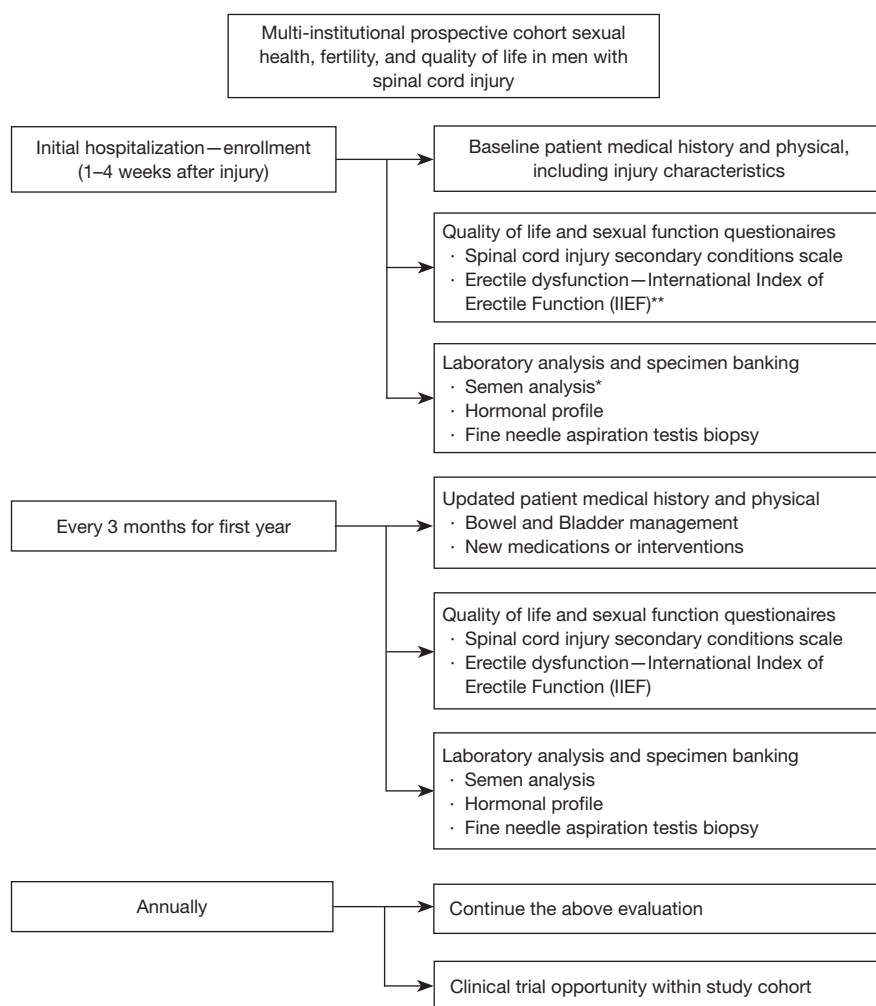 Multi-institutional prospective cohort sexual
health, fertility, and quality of life in men with
spinal cord injury
Initial hospitalization—enrollment
(1–4 weeks after injury)
Baseline patient medical history and physical,
including injury characteristics
Quality of life and sexual function questionaires
· Spinal cord injury secondary conditions scale
· Erectile dysfunction—International Index of
Erectile Function (IIEF)**
Laboratory analysis and specimen banking
· Semen analysis*
· Hormonal profile
· Fine needle aspiration testis biopsy
Every 3 months for first year
Updated patient medical history and physical
· Bowel and Bladder management
· New medications or interventions
Quality of life and sexual function questionaires
· Spinal cord injury secondary conditions scale
· Erectile dysfunction—International Index of
Erectile Function (IIEF)
Laboratory analysis and specimen banking
· Semen analysis
· Hormonal profile
· Fine needle aspiration testis biopsy
Annually
Continue the above evaluation
Clinical trial opportunity within study cohort